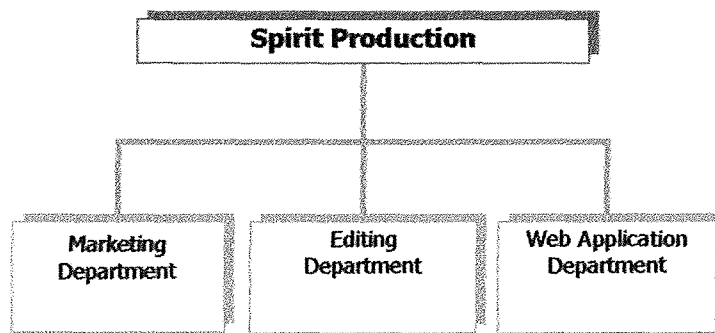 Spirit Production
Marketing
Department
Editing
Department
Web Application
Department